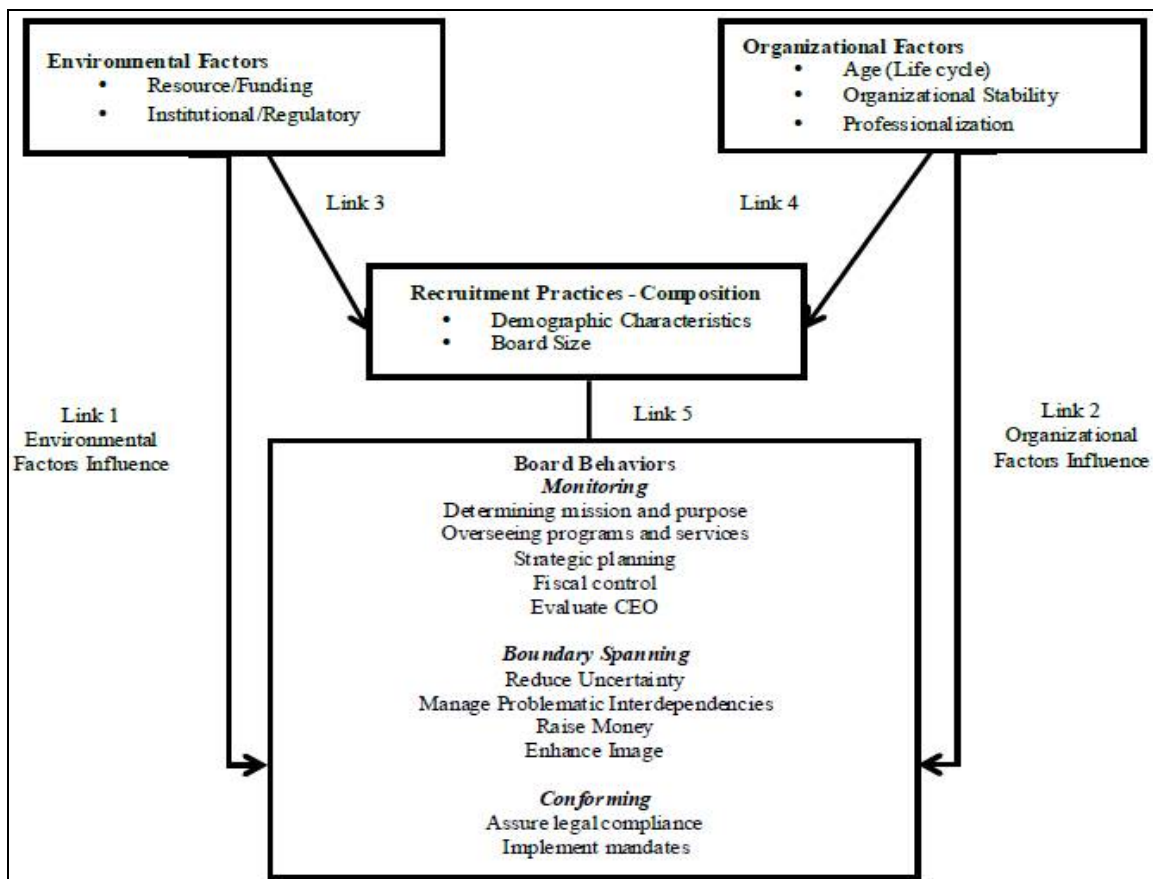 Environmental Factors
• Resource/Funding
• Institutional/Regulatory
Organizational Factors
• Age (Life cycle)
• Organizational Stability
• Professionalization
Link 3
Link 4
Recruitment Practices - Composition
• Demographic Characteristics
• Board Size
Link 1
Environmental
Factors Influence
Link 5
Link 2
Organizational
Factors Influence
Board Behaviors
Monitoring
Determining mission and purpose
Overseeing programs and services
Strategic planning
Fiscal control
Evaluate CEO
Boundary Spanning
Reduce Uncertainty
Manage Problematic Interdependencies
Raise Money
Enhance Image
Conforming
Assure legal compliance
Implement mandates